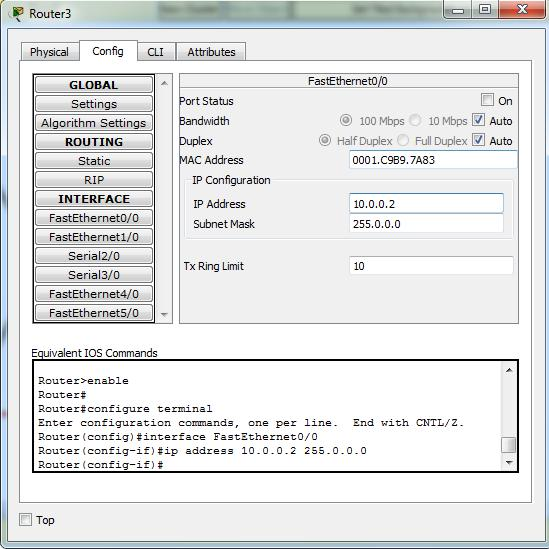 Router3
Physical Config CLI Attributes
GLOBAL
Settings
Algorithm Settings
ROUTING
Static
RIP
INTERFACE
FastEthernet0/0
FastEthernet1/0
Serial2/0
Serial3/0
FastEthernet4/0
FastEthernet5/0
FastEthernet0/0
Port Status On
Bandwidth 100 Mbps 10 Mbps Auto
Duplex Half Duplex Full Duplex Auto
MAC Address 0001.C9B9.7A83
IP Configuration
IP Address 10.0.0.2
Subnet Mask 255.0.0.0
Tx Ring Limit 10
Equivalent IOS Commands
Router>enable
Router#
Router#configure terminal
Enter configuration commands, one per line.  End with CNTL/Z.
Router(config)#interface FastEthernet0/0
Router(config-if)#ip address 10.0.0.2 255.0.0.0
Router(config-if)#
Top